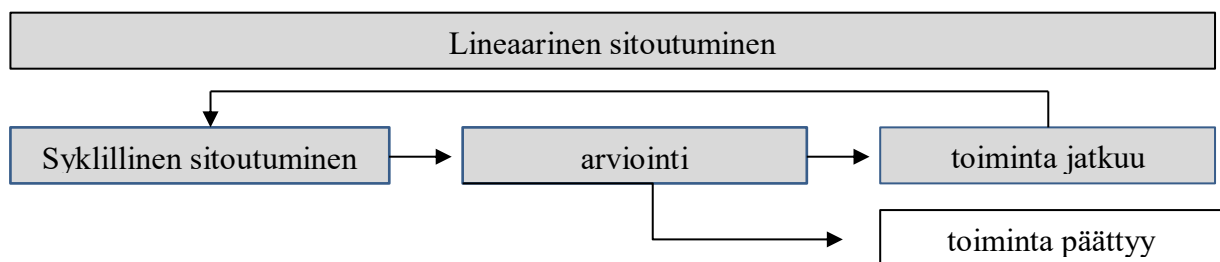 Lineaarinen sitoutuminen
Syklillinen sitoutuminen
arviointi
toiminta jatkuu
toiminta päättyy